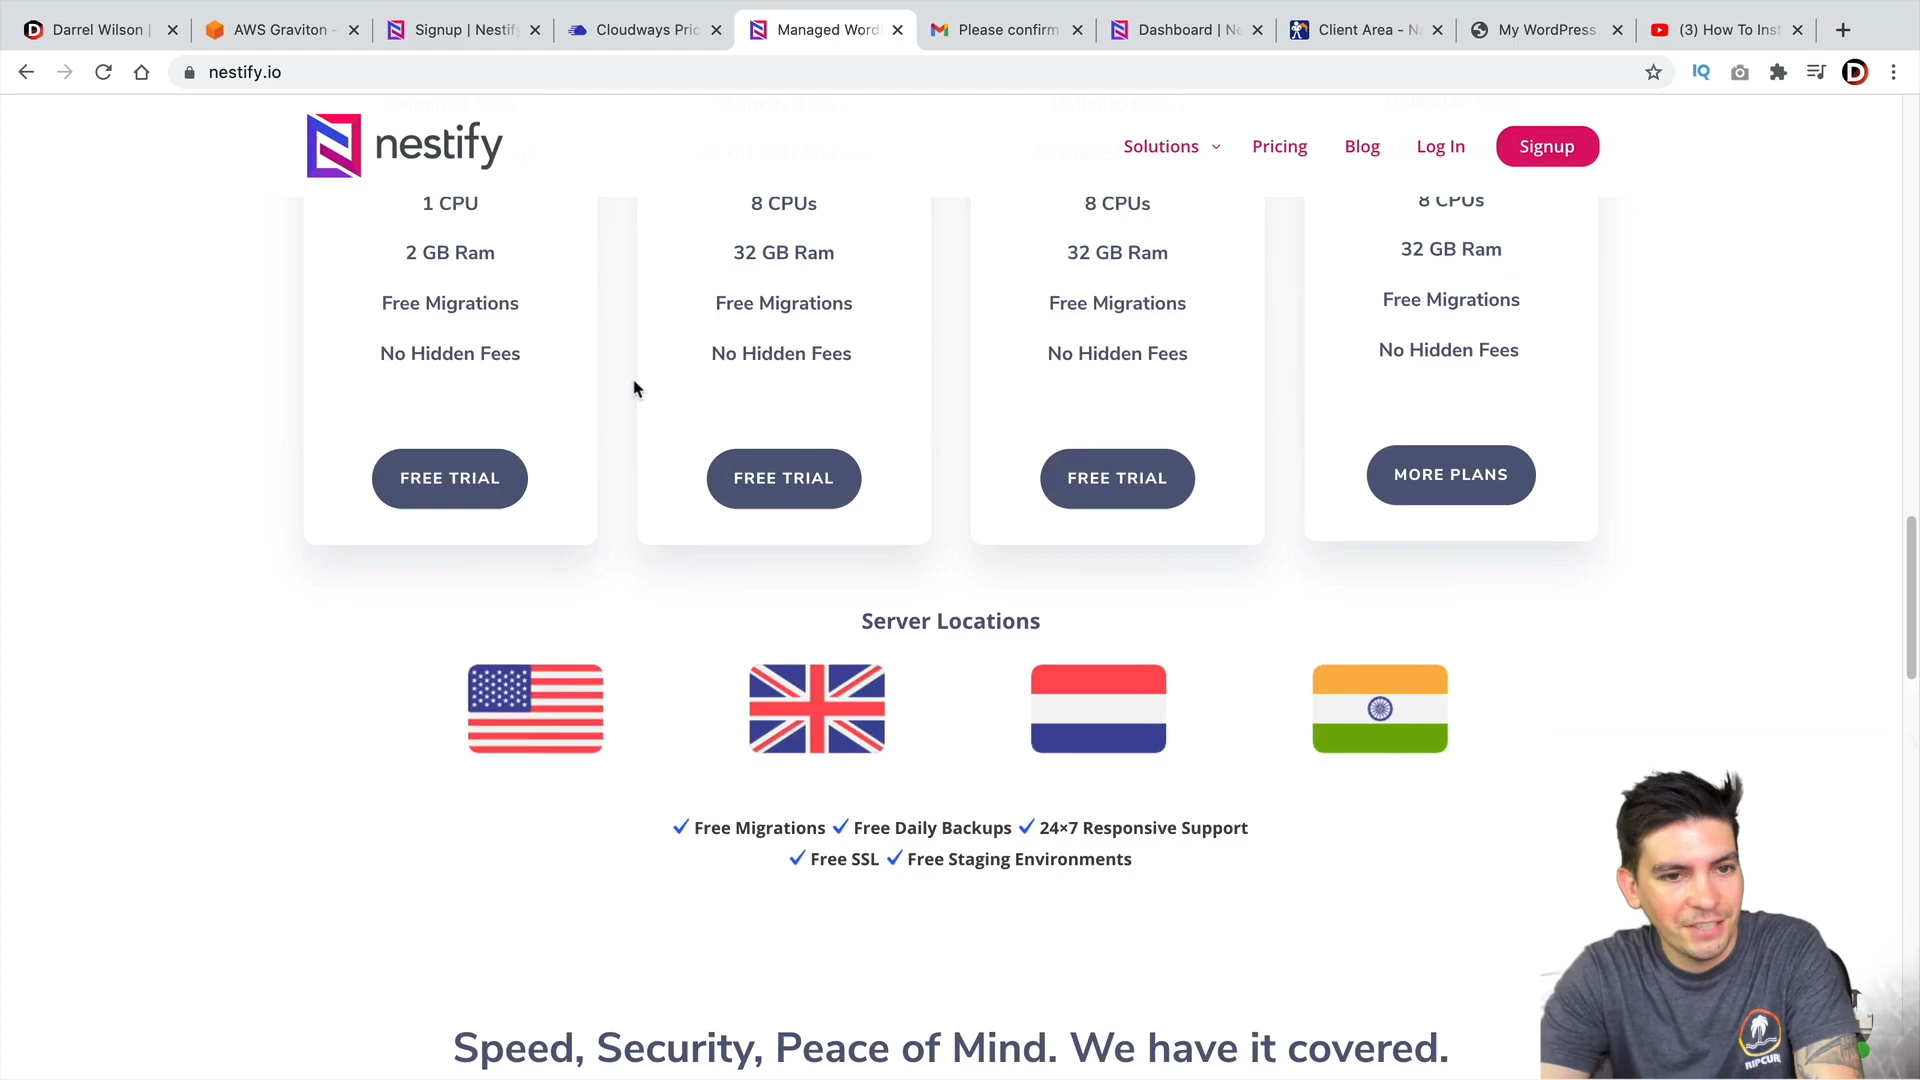 Darrel Wilson |
AWS Graviton -
Signup | Nestify
Cloudways Pric
Managed Word
Please confirm
Dashboard | Ne
Client Area - Na
My WordPress
(3) How To Inst
nestify.io
IQ
D
nestify
Solutions
Pricing
Blog
Log In
Signup
1 CPU
2 GB Ram
Free Migrations
No Hidden Fees
FREE TRIAL
8 CPUs
32 GB Ram
Free Migrations
No Hidden Fees
FREE TRIAL
8 CPUs
32 GB Ram
Free Migrations
No Hidden Fees
FREE TRIAL
8 CPUs
32 GB Ram
Free Migrations
No Hidden Fees
MORE PLANS
Server Locations
✓ Free Migrations ✓ Free Daily Backups ✓ 24×7 Responsive Support
✓ Free SSL ✓ Free Staging Environments
Speed, Security, Peace of Mind. We have it covered.
RIPCURL